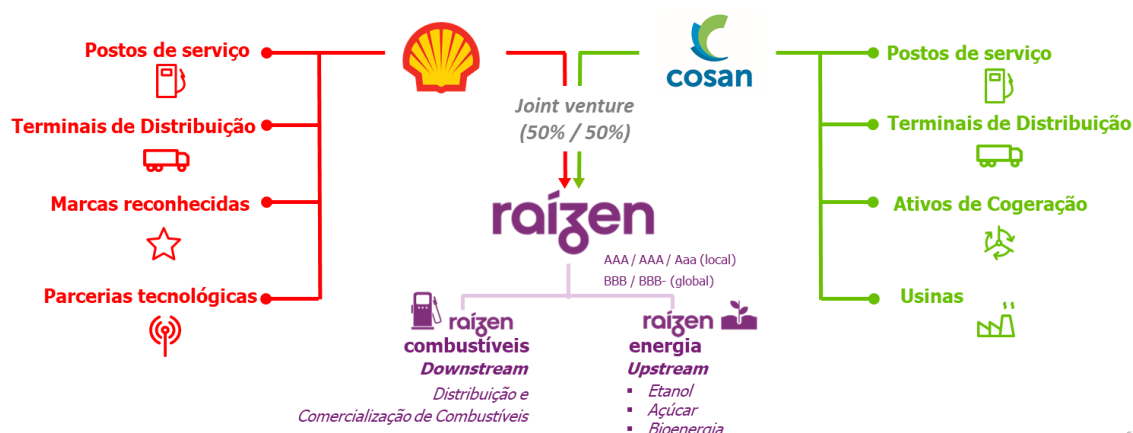 Postos de serviço
Terminais de Distribuição
Marcas reconhecidas
Parcerias tecnológicas
cosan
Joint venture
(50% / 50%)
raízen
AAA / AAA / Aaa (local)
BBB / BBB- (global)
raízen
combustíveis
Downstream
Distribuição e
Comercialização de Combustíveis
raízen
energia
Upstream
▪ Etanol
▪ Açúcar
▪ Bioenergia
Postos de serviço
Terminais de Distribuição
Ativos de Cogeração
Usinas